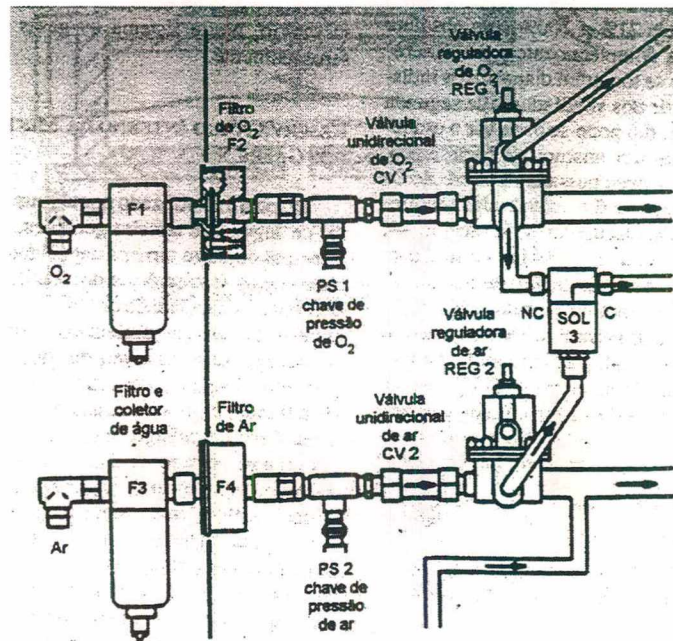 Válvula
reguladora
de O₂
REG 1
Filtro
de O₂
F2
Válvula
unidirecional
de O₂
CV 1
F1
O₂
PS 1
chave de
pressão
de O₂
NC
SOL
3
C
Válvula
reguladora
de ar
REG 2
Filtro e
coletor
de água
Filtro
de Ar
Válvula
unidirecional
de ar
CV 2
F3
F4
Ar
PS 2
chave de
pressão
de ar